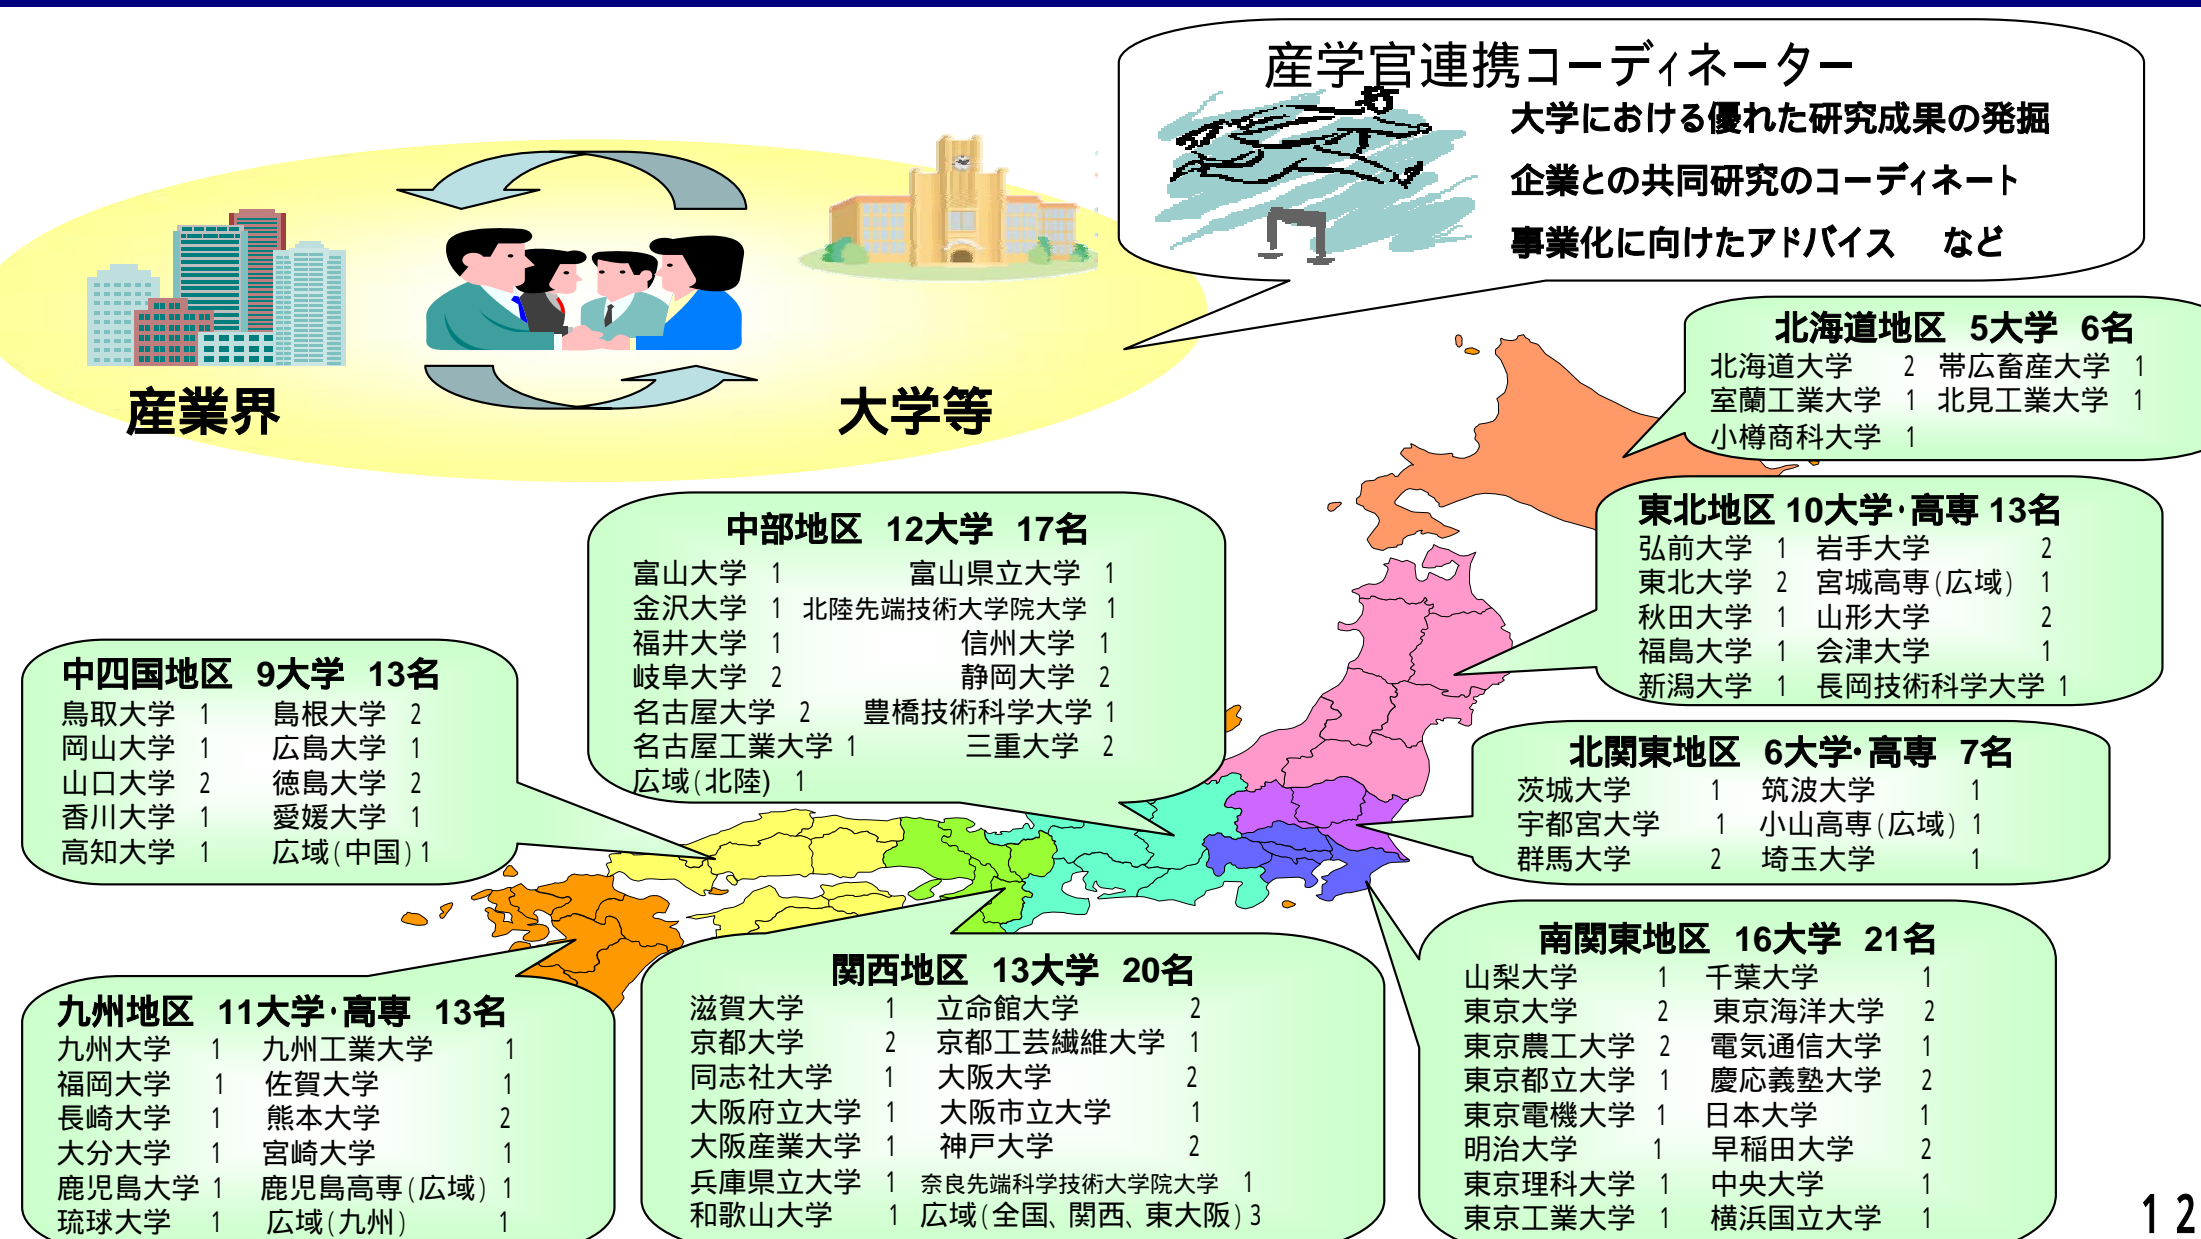 産学官連携コーディネーター
大学における優れた研究成果の発掘
企業との共同研究のコーディネート
事業化に向けたアドバイス など
産業界
大学等
北海道地区 5大学 6名
北海道大学 2 帯広畜産大学 1
室蘭工業大学 1 北見工業大学 1
小樽商科大学 1
東北地区 10大学・高専 13名
弘前大学 1 岩手大学 2
東北大学 2 宮城高専(広域) 1
秋田大学 1 山形大学 2
福島大学 1 会津大学 1
新潟大学 1 長岡技術科学大学 1
中部地区 12大学 17名
富山大学 1 富山県立大学 1
金沢大学 1 北陸先端技術大学院大学 1
福井大学 1 信州大学 1
岐阜大学 2 静岡大学 2
名古屋大学 2 豊橋技術科学大学 1
名古屋工業大学 1 三重大学 2
広域(北陸) 1
中四国地区 9大学 13名
鳥取大学 1 島根大学 2
岡山大学 1 広島大学 1
山口大学 2 徳島大学 2
香川大学 1 愛媛大学 1
高知大学 1 広域(中国) 1
北関東地区 6大学・高専 7名
茨城大学 1 筑波大学 1
宇都宮大学 1 小山高専(広域) 1
群馬大学 2 埼玉大学 1
南関東地区 16大学 21名
山梨大学 1 千葉大学 1
東京大学 2 東京海洋大学 2
東京農工大学 2 電気通信大学 1
東京都立大学 1 慶応義塾大学 2
東京電機大学 1 日本大学 1
明治大学 1 早稲田大学 2
東京理科大学 1 中央大学 1
東京工業大学 1 横浜国立大学 1
関西地区 13大学 20名
滋賀大学 1 立命館大学 2
京都大学 2 京都工芸繊維大学 1
同志社大学 1 大阪大学 2
大阪府立大学 1 大阪市立大学 1
大阪産業大学 1 神戸大学 2
兵庫県立大学 1 奈良先端科学技術大学院大学 1
和歌山大学 1 広域(全国、関西、東大阪) 3
九州地区 11大学・高専 13名
九州大学 1 九州工業大学 1
福岡大学 1 佐賀大学 1
長崎大学 1 熊本大学 2
大分大学 1 宮崎大学 1
鹿児島大学 1 鹿児島高専(広域) 1
琉球大学 1 広域(九州) 1
12